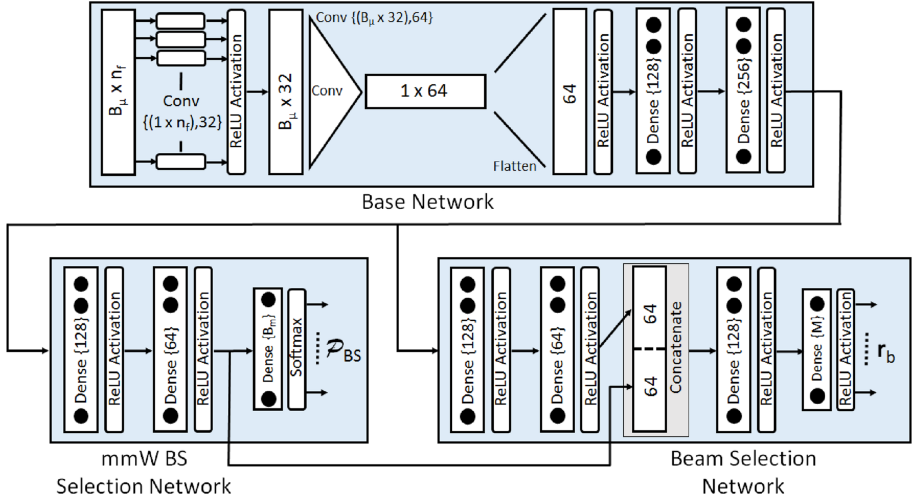 B_μ x n_f
Conv
{(1 x n_f),32}
ReLU Activation
B_μ x 32
Conv {(B_μ x 32),64}
Conv
1 x 64
Flatten
64
ReLU Activation
Dense {128}
ReLU Activation
Dense {256}
ReLU Activation
Base Network
Dense {128}
ReLU Activation
Dense {64}
ReLU Activation
Dense {B_m}
Softmax
𝒫_BS
mmW BS
Selection Network
Dense {128}
ReLU Activation
Dense {64}
ReLU Activation
64
64
Concatenate
Dense {128}
ReLU Activation
Dense {M}
ReLU Activation
r_b
Beam Selection
Network